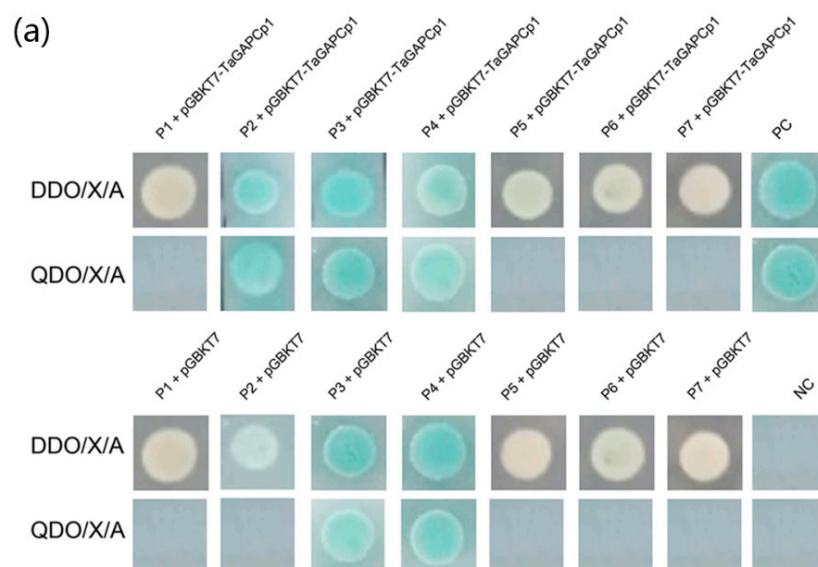 (a)
P1 + pGBKT7-TaGAPCp1
P2 + pGBKT7-TaGAPCp1
P3 + pGBKT7-TaGAPCp1
P4 + pGBKT7-TaGAPCp1
P5 + pGBKT7-TaGAPCp1
P6 + pGBKT7-TaGAPCp1
P7 + pGBKT7-TaGAPCp1
PC
DDO/X/A
QDO/X/A
P1 + pGBKT7
P2 + pGBKT7
P3 + pGBKT7
P4 + pGBKT7
P5 + pGBKT7
P6 + pGBKT7
P7 + pGBKT7
NC
DDO/X/A
QDO/X/A